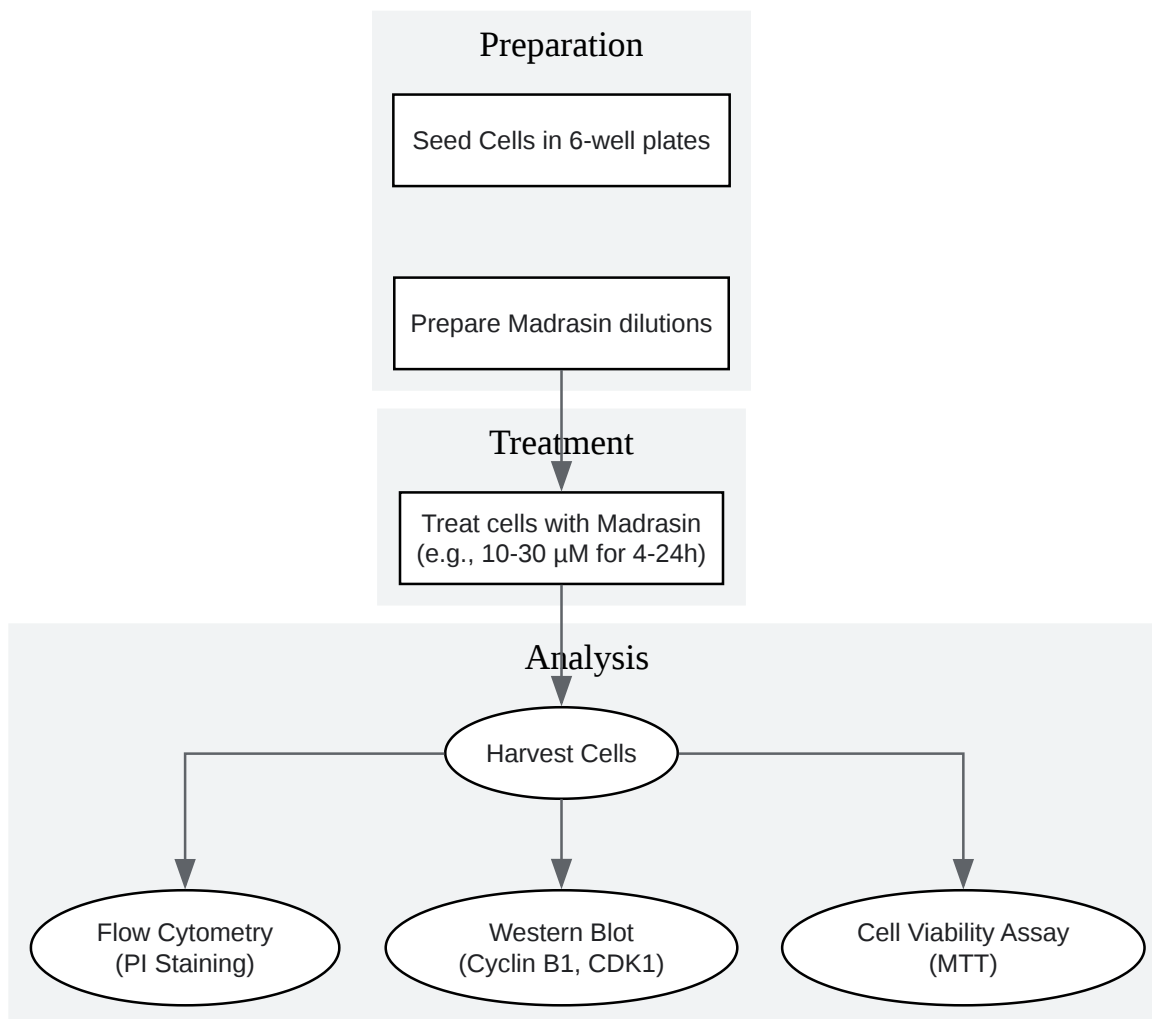 Preparation
Seed Cells in 6-well plates
Prepare Madrasin dilutions
Treatment
Treat cells with Madrasin
(e.g., 10-30 µM for 4-24h)
Analysis
Harvest Cells
Flow Cytometry
(PI Staining)
Western Blot
(Cyclin B1, CDK1)
Cell Viability Assay
(MTT)